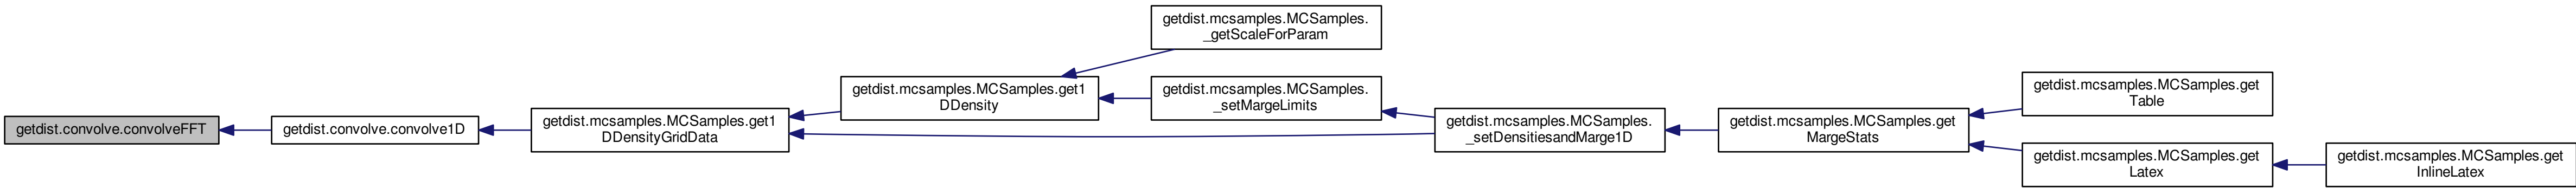 getdist.convolve.convolveFFT
getdist.convolve.convolve1D
getdist.mcsamples.MCSamples.get1
DDensityGridData
getdist.mcsamples.MCSamples.get1
DDensity
getdist.mcsamples.MCSamples.
_getScaleForParam
getdist.mcsamples.MCSamples.
_setMargeLimits
getdist.mcsamples.MCSamples.
_setDensitiesandMarge1D
getdist.mcsamples.MCSamples.get
MargeStats
getdist.mcsamples.MCSamples.get
Table
getdist.mcsamples.MCSamples.get
Latex
getdist.mcsamples.MCSamples.get
InlineLatex